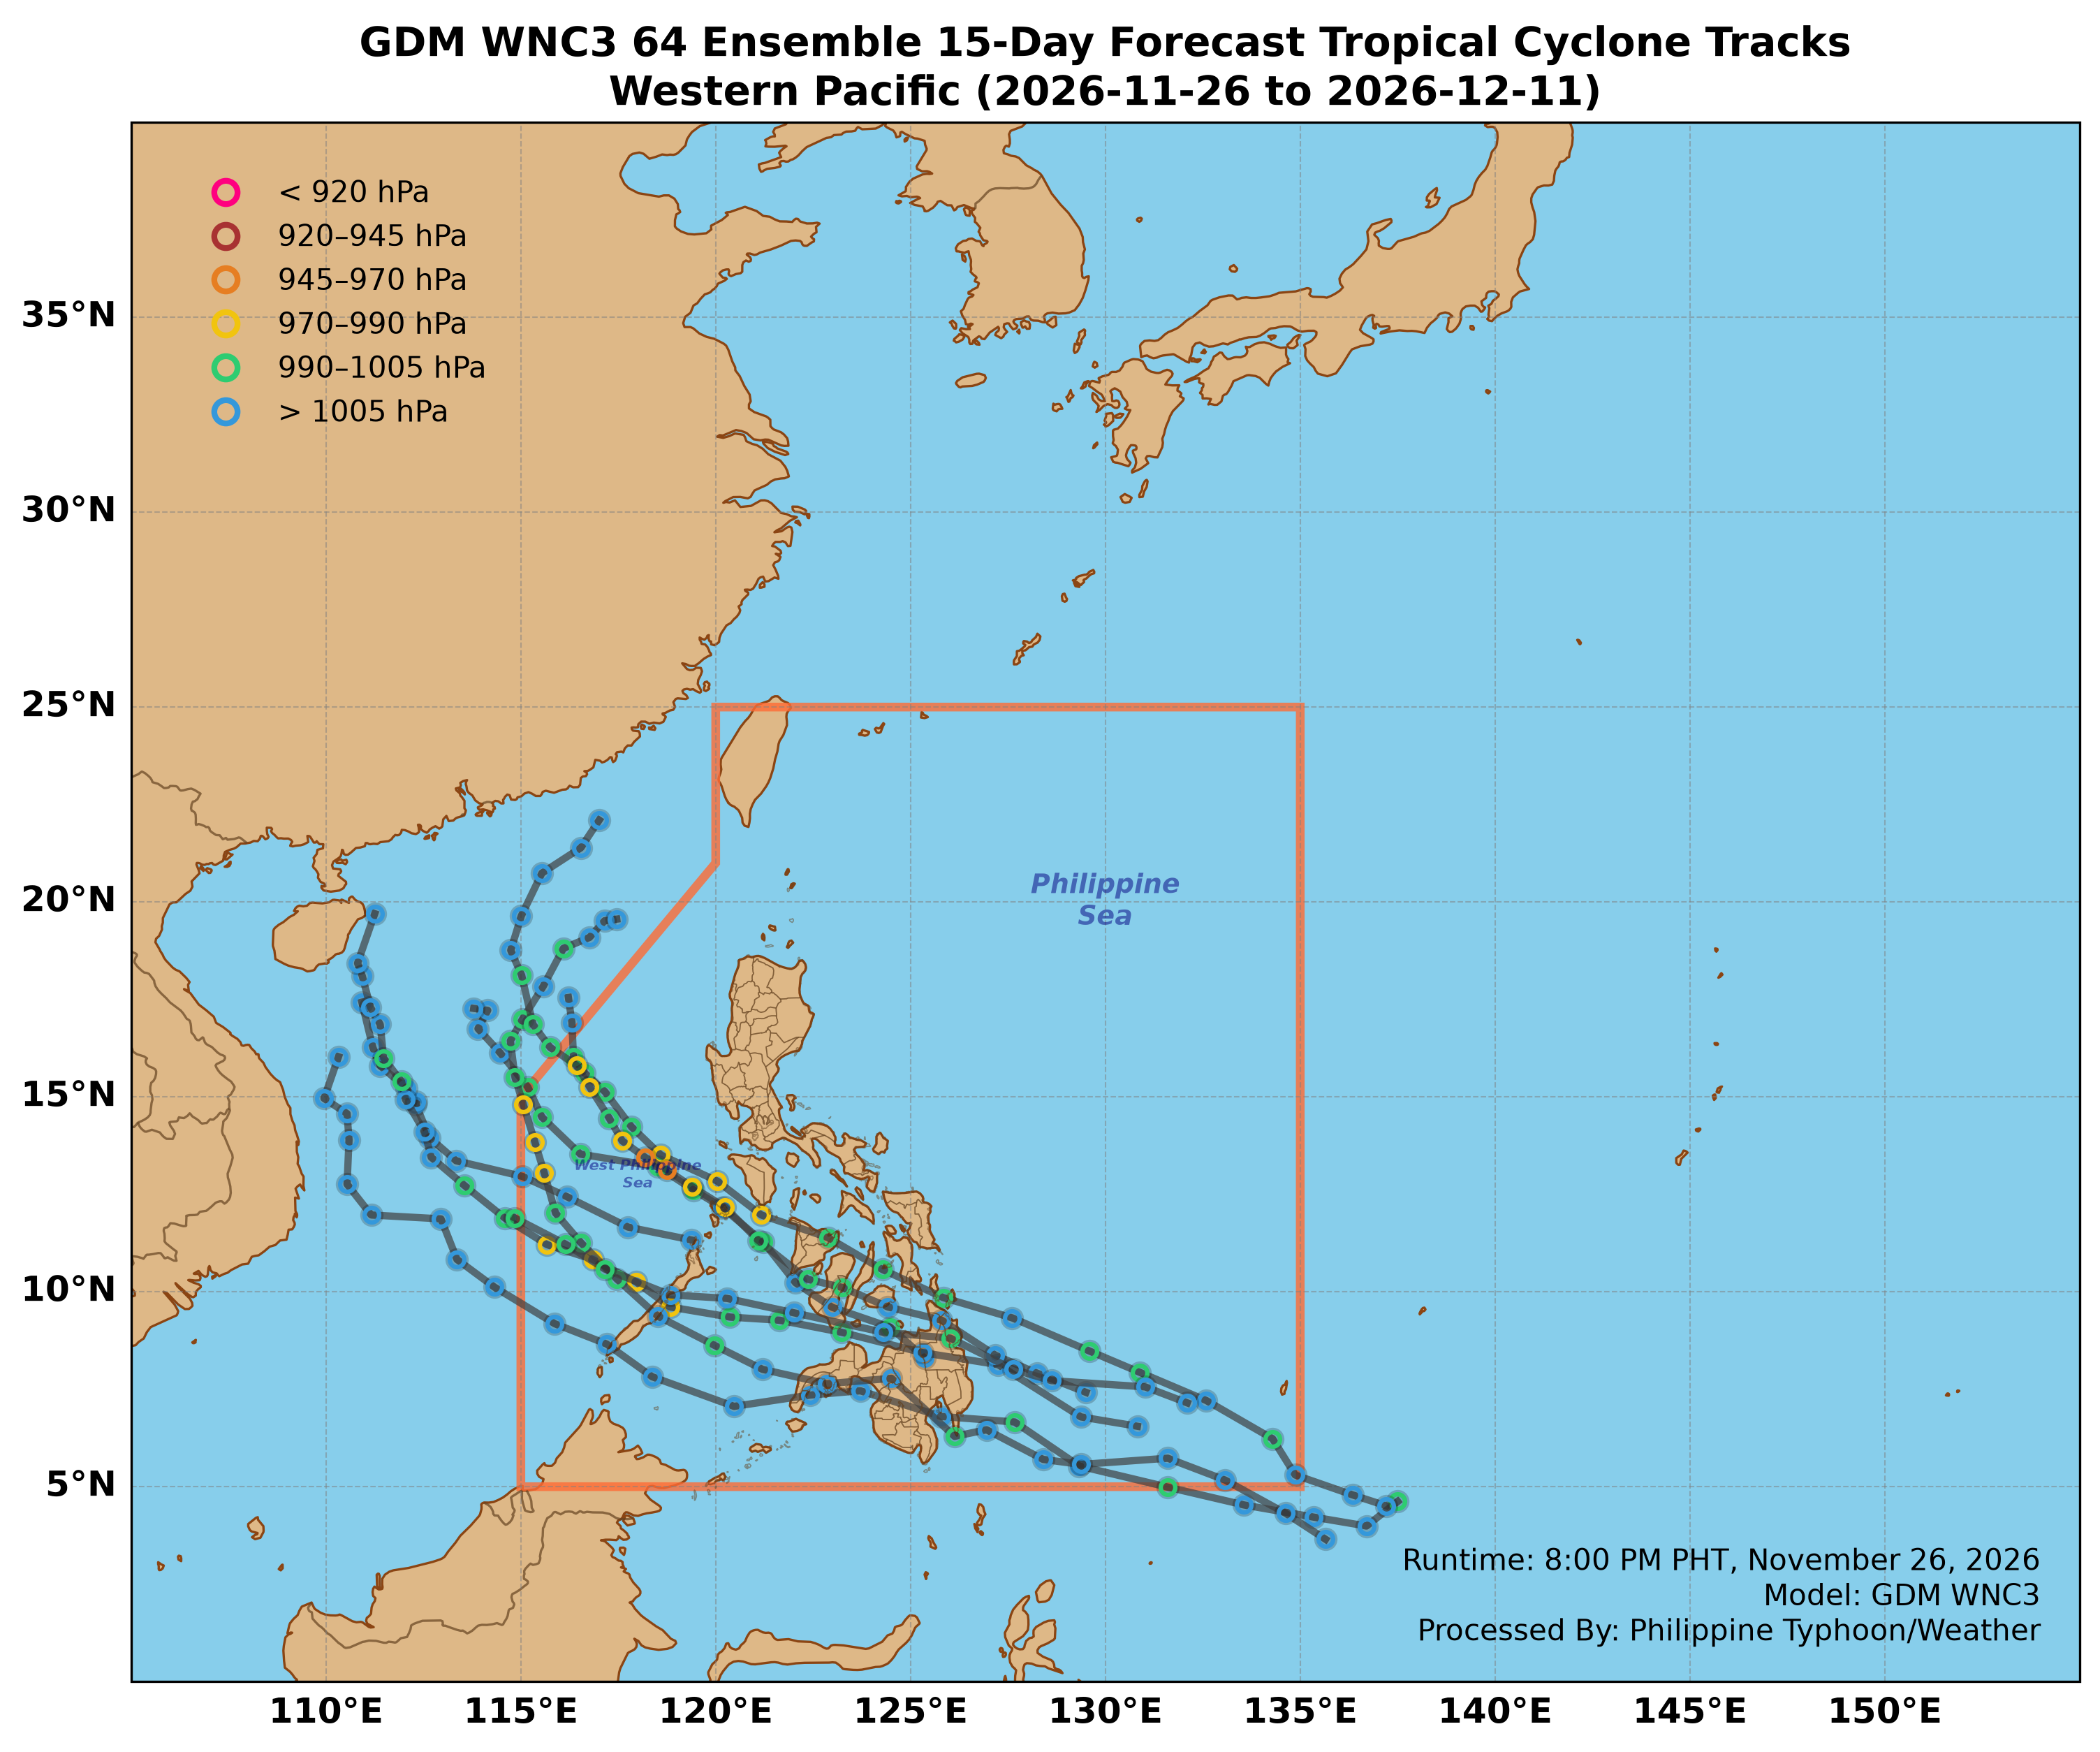 GDM WNC3 64 Ensemble 15-Day Forecast Tropical Cyclone Tracks
Western Pacific (2026-11-26 to 2026-12-11)
< 920 hPa
920–945 hPa
945–970 hPa
970–990 hPa
990–1005 hPa
> 1005 hPa
35°N
30°N
25°N
20°N
15°N
10°N
5°N
Philippine
Sea
West Philippine
Sea
Runtime: 8:00 PM PHT, November 26, 2026
Model: GDM WNC3
Processed By: Philippine Typhoon/Weather
110°E 115°E 120°E 125°E 130°E 135°E 140°E 145°E 150°E